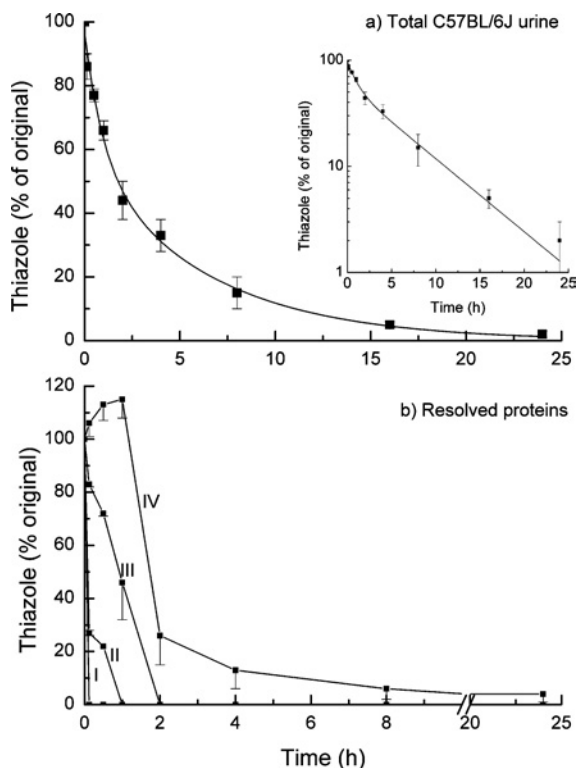 a) Total C57BL/6J urine
Thiazole (% of original)
100
80
60
40
20
0
0 5 10 15 20 25
Thiazole (% of original)
100
10
1
0 5 10 15 20 25
Time (h)
b) Resolved proteins
Thiazole (% original)
120
100
80
60
40
20
0
I
II
III
IV
0 2 4 6 8 20 25
Time (h)